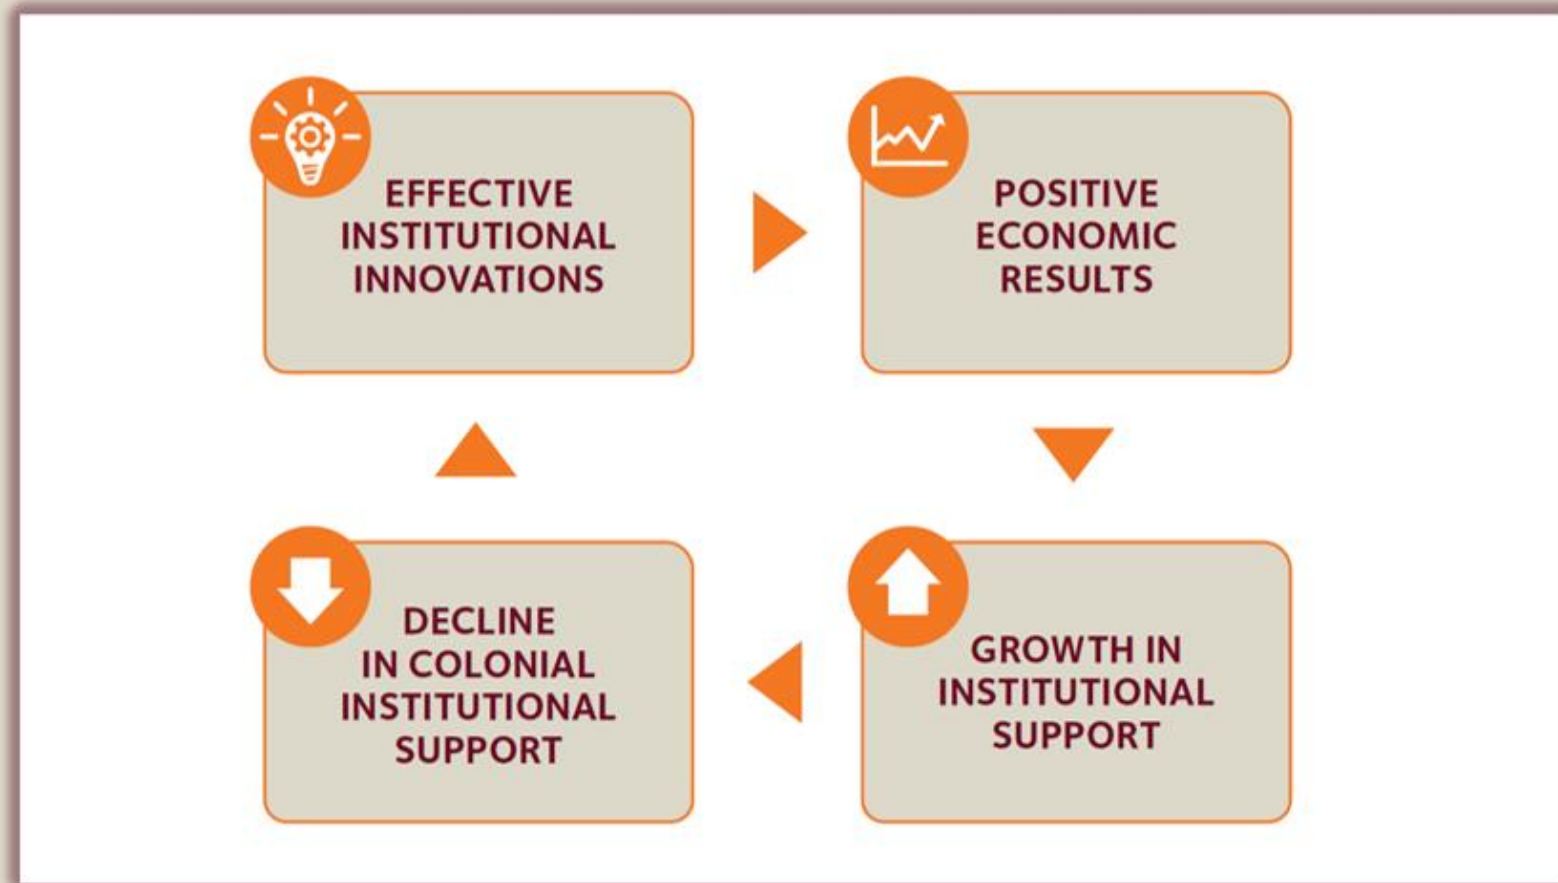 EFFECTIVE
INSTITUTIONAL
INNOVATIONS
POSITIVE
ECONOMIC
RESULTS
DECLINE
IN COLONIAL
INSTITUTIONAL
SUPPORT
GROWTH IN
INSTITUTIONAL
SUPPORT